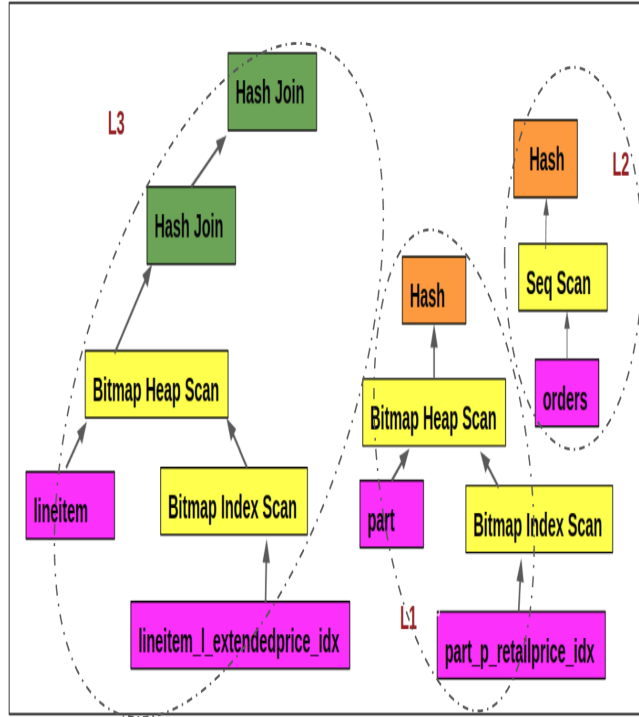 Hash Join
L3
Hash
L2
Hash Join
Seq Scan
Hash
Bitmap Heap Scan
Bitmap Heap Scan
orders
lineitem
Bitmap Index Scan
part
Bitmap Index Scan
L1
lineitem_l_extendedprice_idx
part_p_retailprice_idx